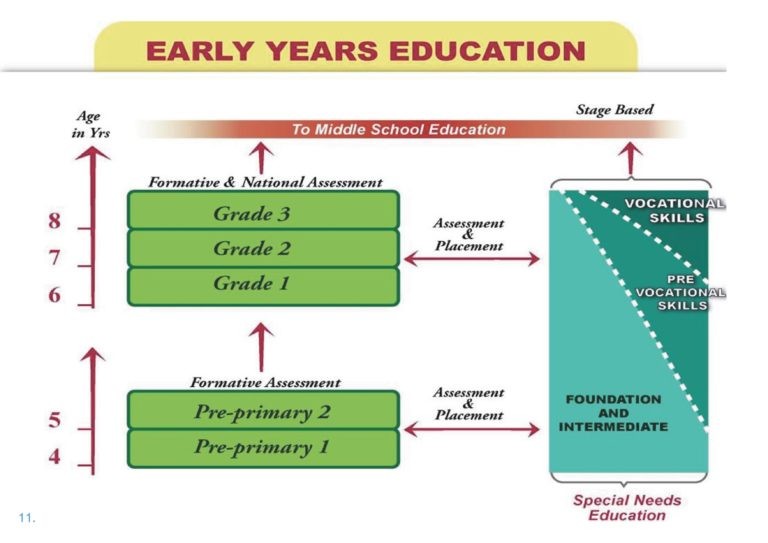 EARLY YEARS EDUCATION
Age
in Yrs
Stage Based
To Middle School Education
Formative & National Assessment
8
Grade 3
7
Grade 2
6
Grade 1
Assessment
&
Placement
VOCATIONAL
SKILLS
PRE
VOCATIONAL
SKILLS
Formative Assessment
5
Pre-primary 2
4
Pre-primary 1
Assessment
&
Placement
FOUNDATION
AND
INTERMEDIATE
Special Needs
Education
11.